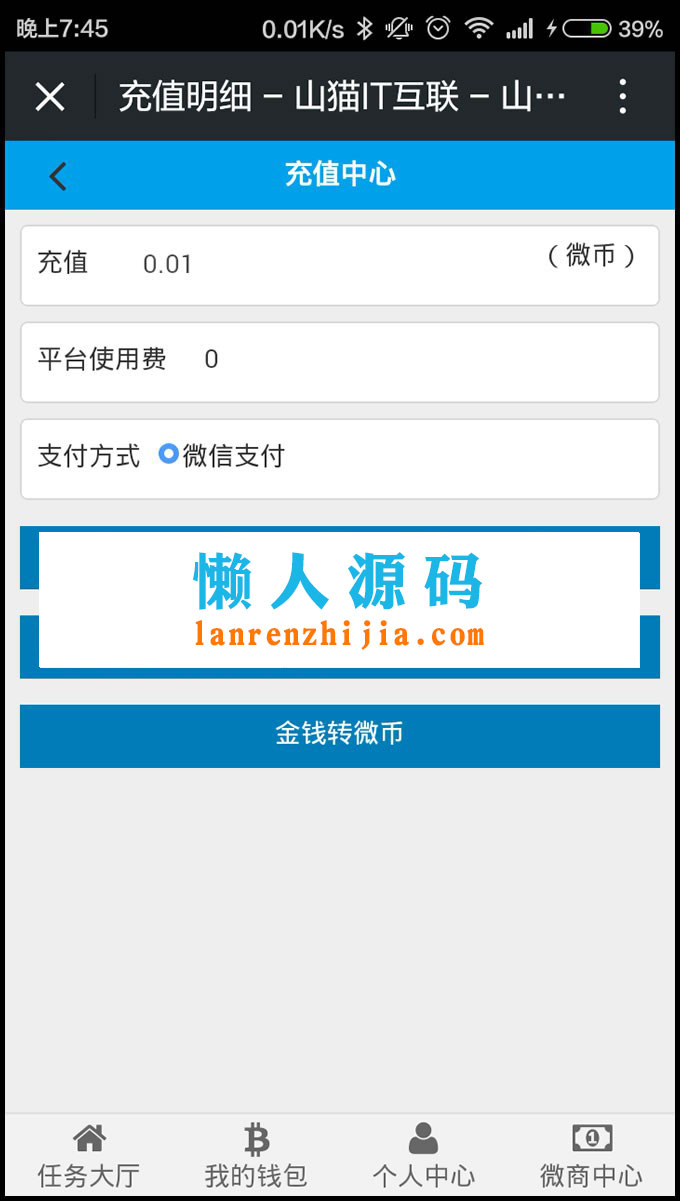 晚上7:45 0.01K/s 39%
充值明细 – 山猫IT互联 – 山…
充值中心
充值 0.01 (微币)
平台使用费 0
支付方式 微信支付
懒人源码
lanrenzhijia.com
金钱转微币
任务大厅 我的钱包 个人中心 微商中心